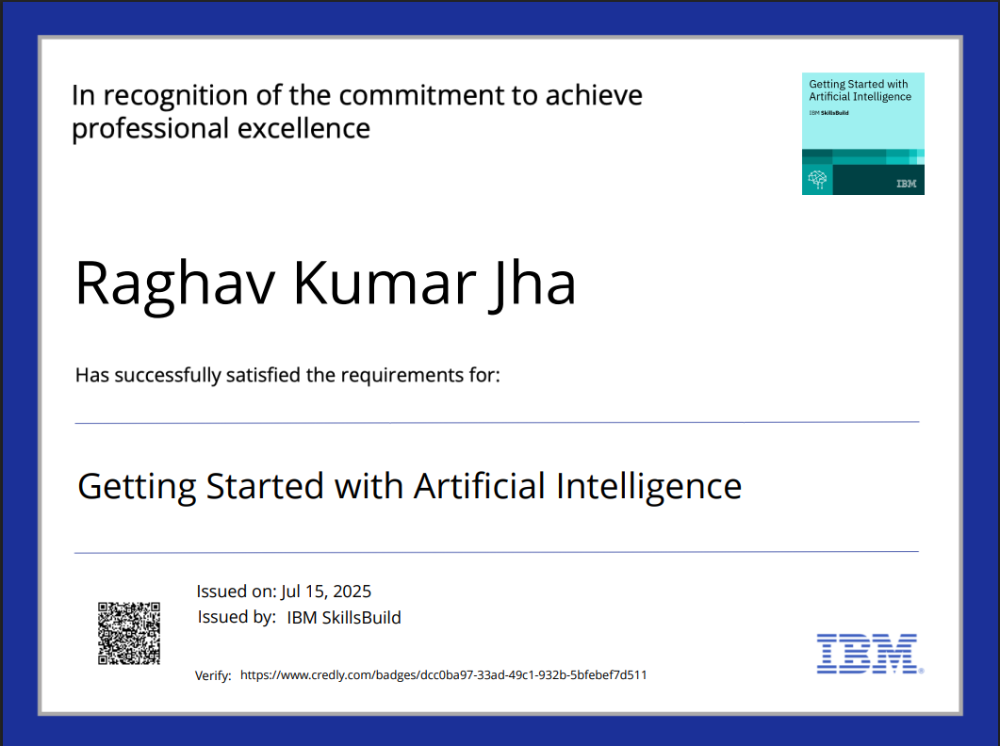 In recognition of the commitment to achieve
professional excellence
Getting Started with
Artificial Intelligence
IBM SkillsBuild
IBM
Raghav Kumar Jha
Has successfully satisfied the requirements for:
Getting Started with Artificial Intelligence
Issued on: Jul 15, 2025
Issued by: IBM SkillsBuild
Verify: https://www.credly.com/badges/dcc0ba97-33ad-49c1-932b-5bfebef7d511
IBM®